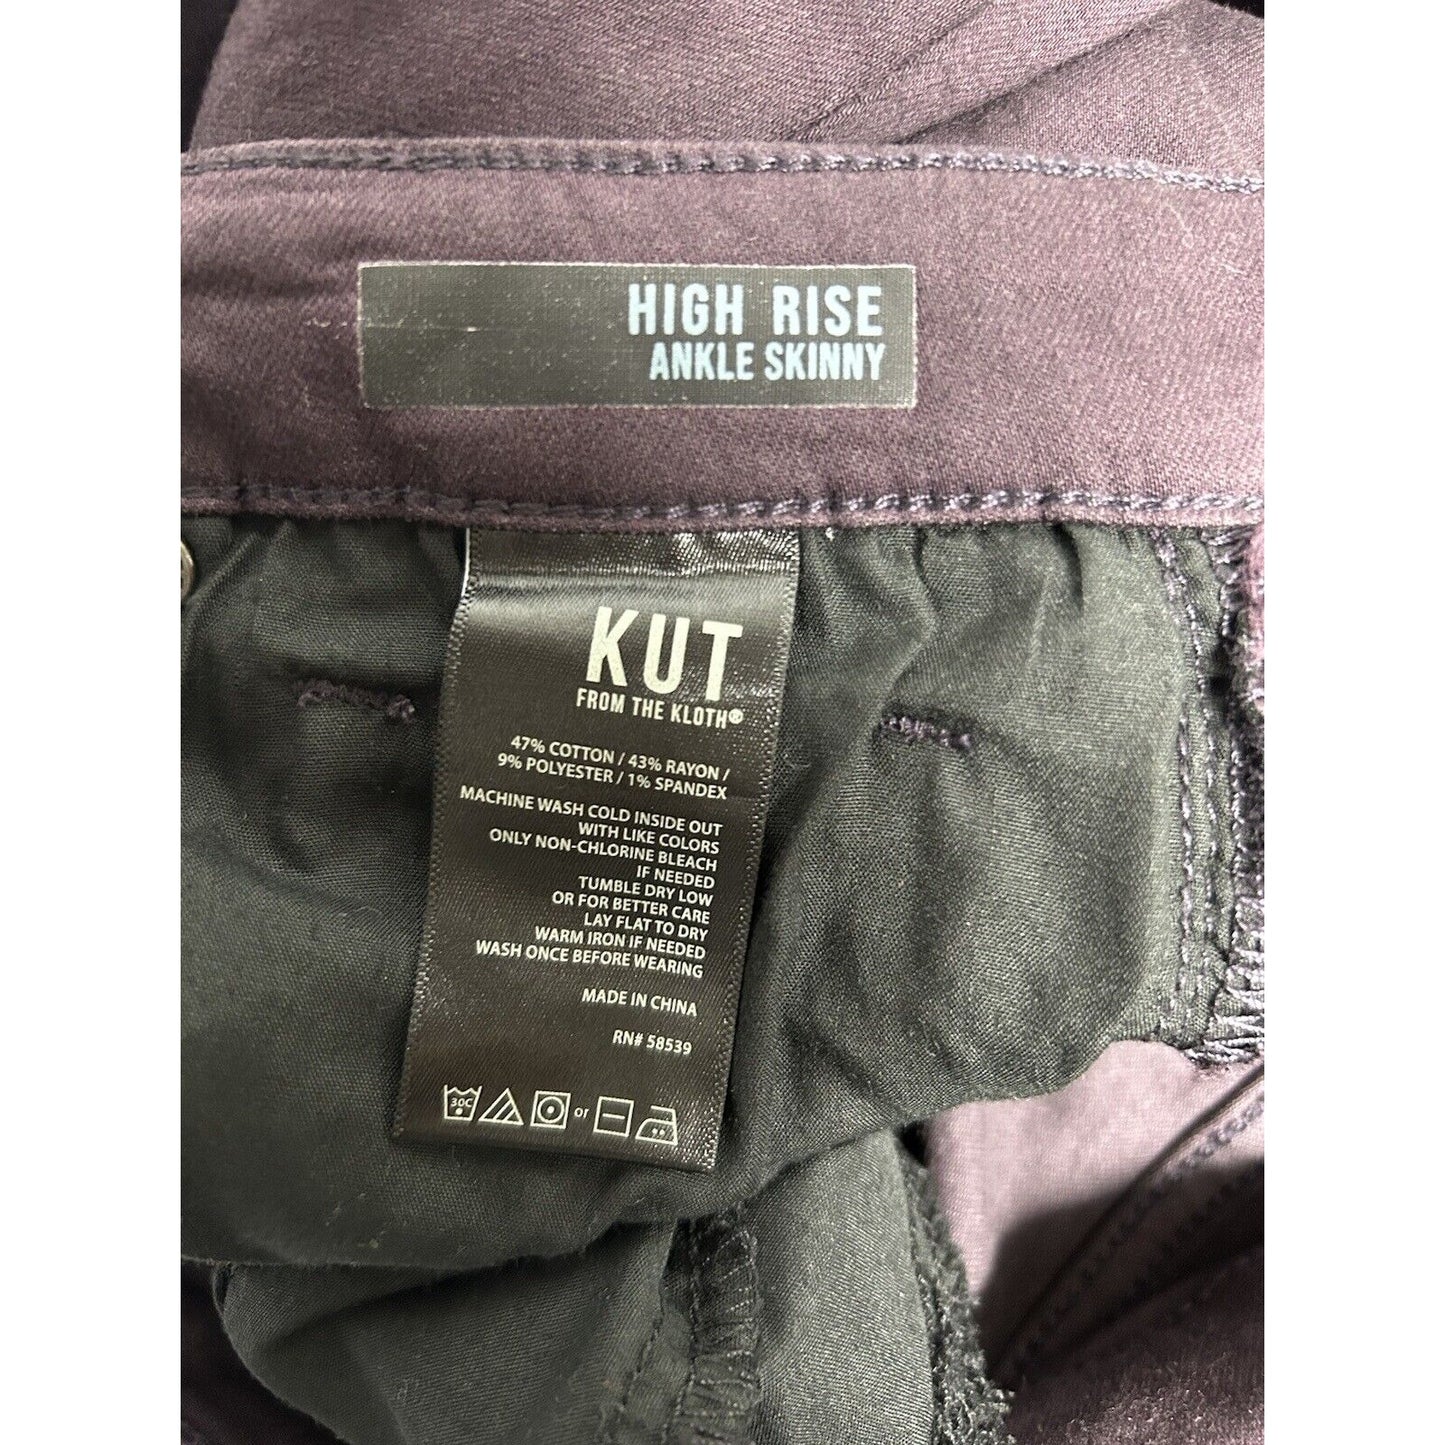 HIGH RISE
ANKLE SKINNY
KUT
FROM THE KLOTH®
47% COTTON / 43% RAYON /
9% POLYESTER / 1% SPANDEX
MACHINE WASH COLD INSIDE OUT
WITH LIKE COLORS
ONLY NON-CHLORINE BLEACH
IF NEEDED
TUMBLE DRY LOW
OR FOR BETTER CARE
LAY FLAT TO DRY
WARM IRON IF NEEDED
WASH ONCE BEFORE WEARING
MADE IN CHINA
RN# 58539
30C or